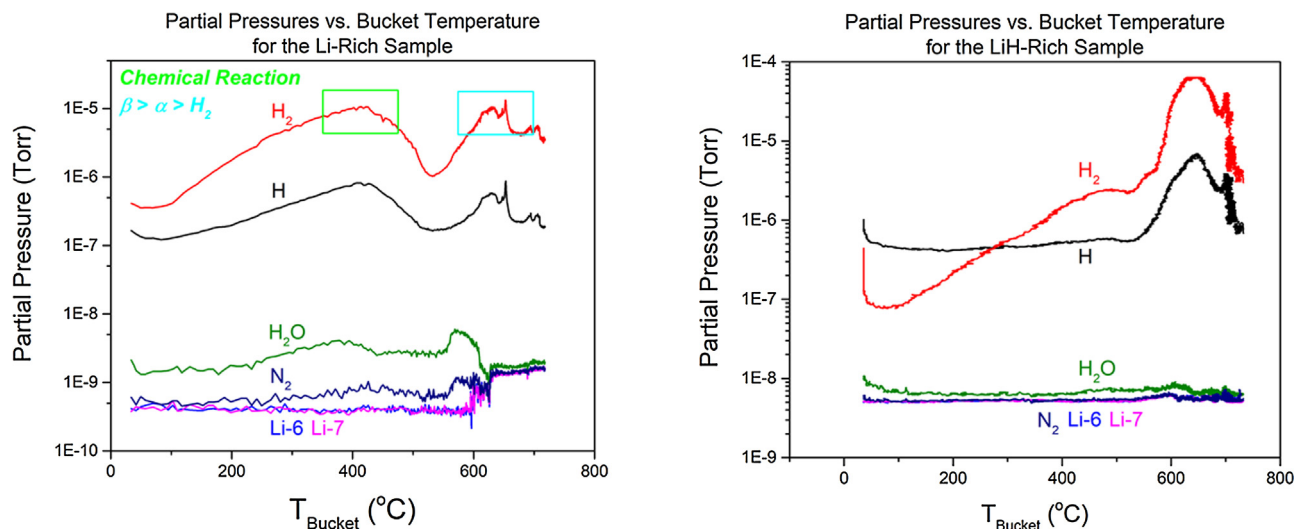 Partial Pressures vs. Bucket Temperature
for the Li-Rich Sample
Chemical Reaction
β > α > H₂
H₂
H
H₂O
N₂
Li-6 Li-7
1E-5
1E-6
1E-7
1E-8
1E-9
1E-10
Partial Pressure (Torr)
0 200 400 600 800
T_Bucket (°C)
Partial Pressures vs. Bucket Temperature
for the LiH-Rich Sample
H₂
H
H₂O
N₂ Li-6 Li-7
1E-4
1E-5
1E-6
1E-7
1E-8
1E-9
Partial Pressure (Torr)
0 200 400 600 800
T_Bucket (°C)